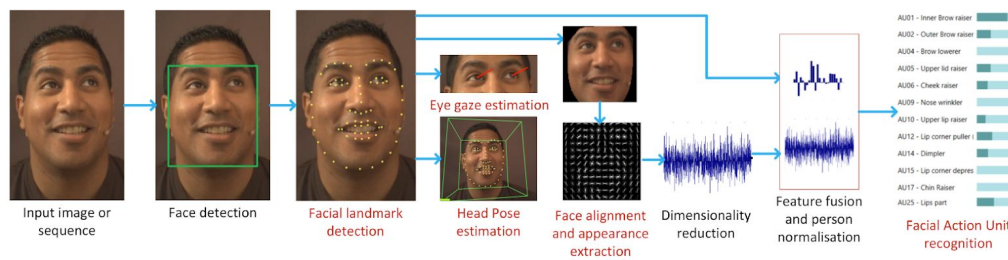 Input image or
sequence
Face detection
Facial landmark
detection
Eye gaze estimation
Head Pose
estimation
Face alignment
and appearance
extraction
Dimensionality
reduction
Feature fusion
and person
normalisation
AU01 - Inner Brow raiser
AU02 - Outer Brow raiser
AU04 - Brow lowerer
AU05 - Upper lid raiser
AU06 - Cheek raiser
AU09 - Nose wrinkler
AU10 - Upper lip raiser
AU12 - Lip corner puller (
AU14 - Dimpler
AU15 - Lip corner depres
AU17 - Chin Raiser
AU25 - Lips part
Facial Action Unit
recognition